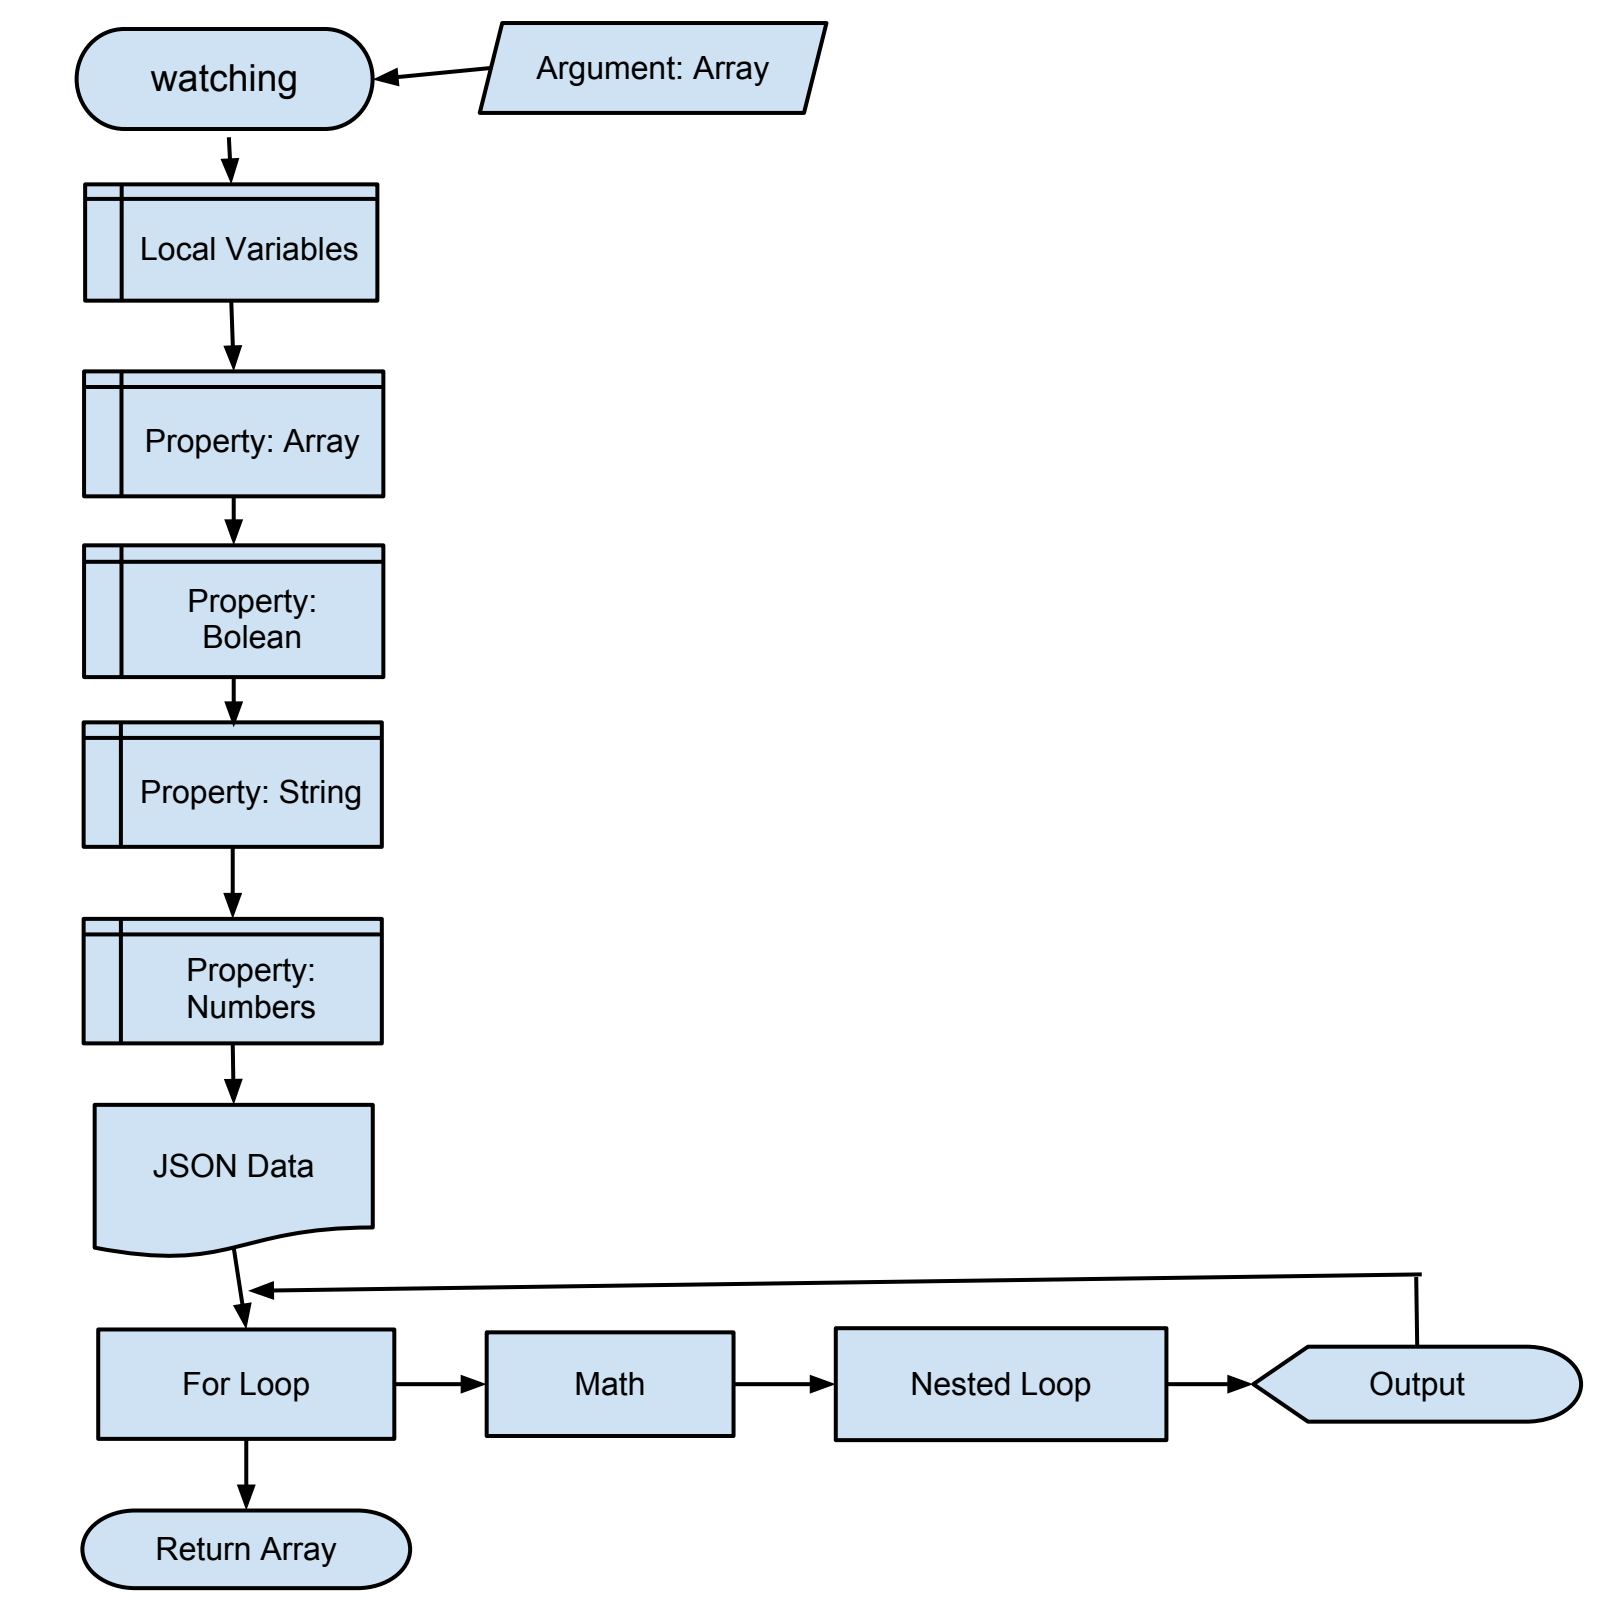 watching
Argument: Array
Local Variables
Property: Array
Property:
Bolean
Property: String
Property:
Numbers
JSON Data
For Loop
Math
Nested Loop
Output
Return Array